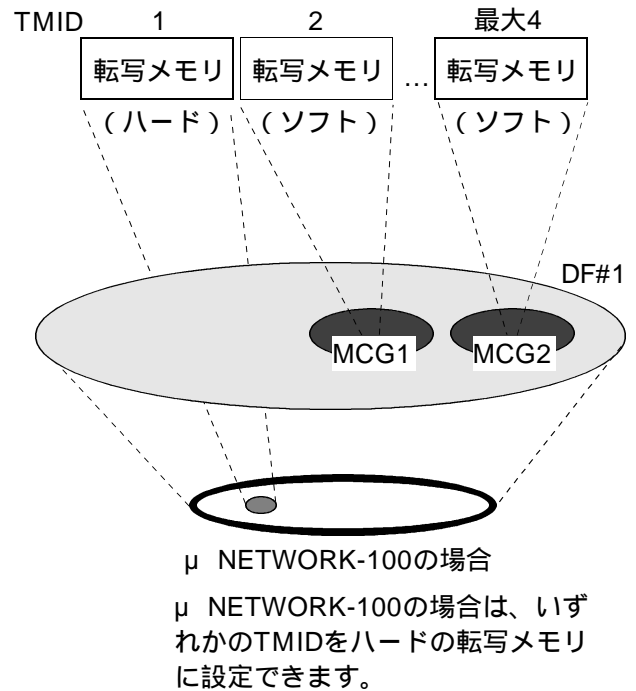 TMID 1 2 最大4
転写メモリ 転写メモリ … 転写メモリ
（ハード） （ソフト） （ソフト）
DF#1
MCG1 MCG2
μ NETWORK-100の場合
μ NETWORK-100の場合は、いず
れかのTMIDをハードの転写メモリ
に設定できます。